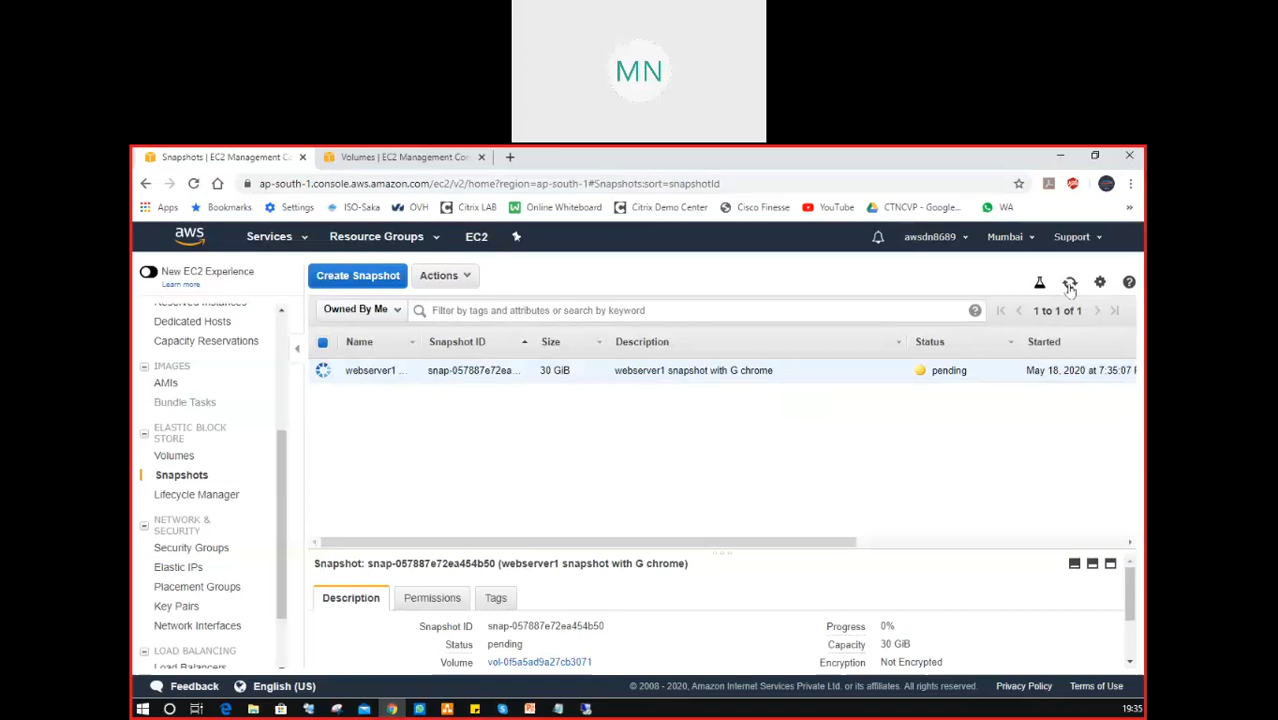 MN
Snapshots | EC2 Management C
Volumes | EC2 Management Con
ap-south-1.console.aws.amazon.com/ec2/v2/home?region=ap-south-1#Snapshots:sort=snapshotId
Apps Bookmarks Settings ISO-Saka OVH Citrix LAB Online Whiteboard Citrix Demo Center Cisco Finesse YouTube CTNCVP - Google... WA
aws Services Resource Groups EC2 awsdn8689 Mumbai Support
New EC2 Experience
Learn more
Create Snapshot Actions
Reserved Instances
Dedicated Hosts
Capacity Reservations
IMAGES
AMIs
Bundle Tasks
ELASTIC BLOCK
STORE
Volumes
Snapshots
Lifecycle Manager
NETWORK &
SECURITY
Security Groups
Elastic IPs
Placement Groups
Key Pairs
Network Interfaces
LOAD BALANCING
Load Balancers
Owned By Me Filter by tags and attributes or search by keyword 1 to 1 of 1
Name Snapshot ID Size Description Status Started
webserver1 ... snap-057887e72ea... 30 GiB webserver1 snapshot with G chrome pending May 18, 2020 at 7:35:07
Snapshot: snap-057887e72ea454b50 (webserver1 snapshot with G chrome)
Description Permissions Tags
Snapshot ID snap-057887e72ea454b50 Progress 0%
Status pending Capacity 30 GiB
Volume vol-0f5a5ad9a27cb3071 Encryption Not Encrypted
Feedback English (US) © 2008 - 2020, Amazon Internet Services Private Ltd. or its affiliates. All rights reserved. Privacy Policy Terms of Use
19:35